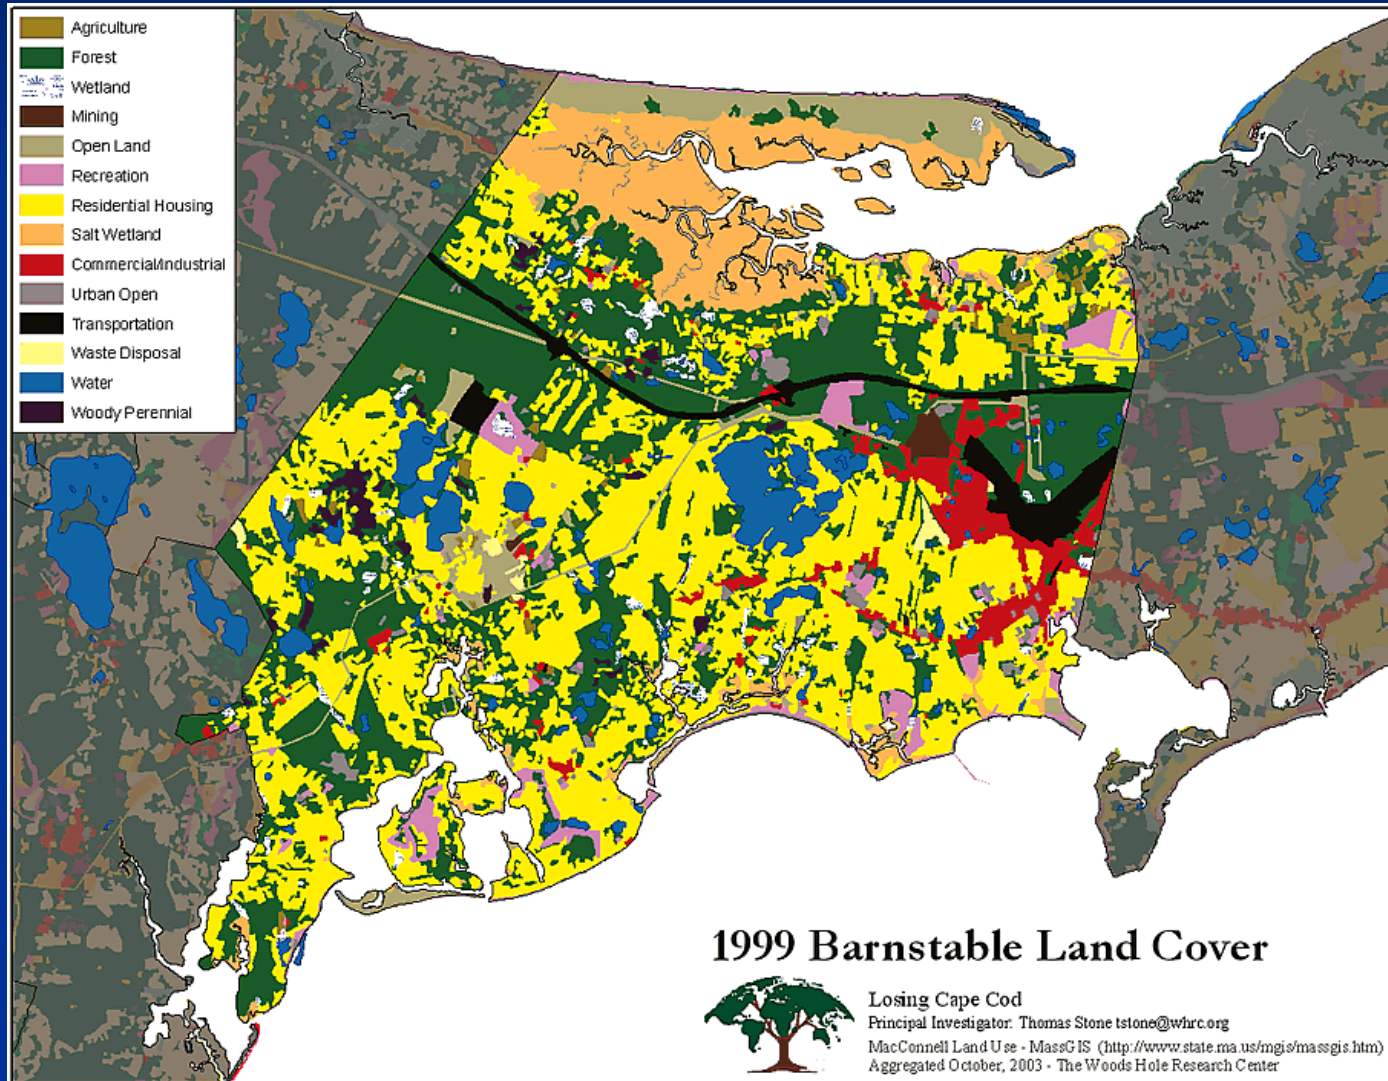 Agriculture
Forest
Wetland
Mining
Open Land
Recreation
Residential Housing
Salt Wetland
Commercial/industrial
Urban Open
Transportation
Waste Disposal
Water
Woody Perennial
1999 Barnstable Land Cover
Losing Cape Cod
Principal Investigator: Thomas Stone tstone@whrc.org
MacConnell Land Use - MassGIS (http://www.state.ma.us/mgis/massgis.htm)
Aggregated October, 2003 - The Woods Hole Research Center